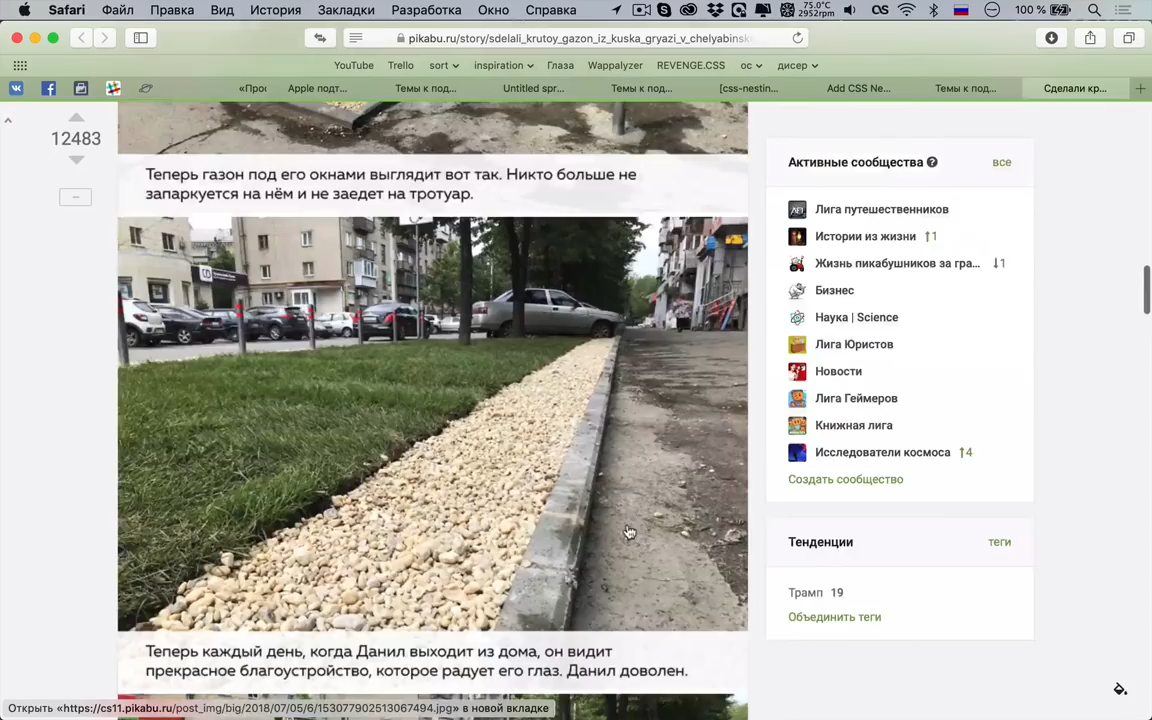 Safari Файл Правка Вид История Закладки Разработка Окно Справка 75.0°C 2952rpm 100 %
pikabu.ru/story/sdelali_krutoy_gazon_iz_kuska_gryazi_v_chelyabinsk
YouTube Trello sort inspiration Глаза Wappalyzer REVENGE.CSS ос дисер
«Прос Apple подт... Темы к под... Untitled spr... Темы к под... [css-nestin... Add CSS Ne... Темы к под... Сделали кр...
12483
Теперь газон под его окнами выглядит вот так. Никто больше не
запаркуется на нём и не заедет на тротуар.
Теперь каждый день, когда Данил выходит из дома, он видит
прекрасное благоустройство, которое радует его глаз. Данил доволен.
Активные сообщества все
Лига путешественников
Истории из жизни ↑1
Жизнь пикабушников за гра... ↓1
Бизнес
Наука | Science
Лига Юристов
Новости
Лига Геймеров
Книжная лига
Исследователи космоса ↑4
Создать сообщество
Тенденции теги
Трамп 19
Объединить теги
Открыть «https://cs11.pikabu.ru/post_img/big/2018/07/05/6/1530779025130​67494.jpg» в новой вкладке